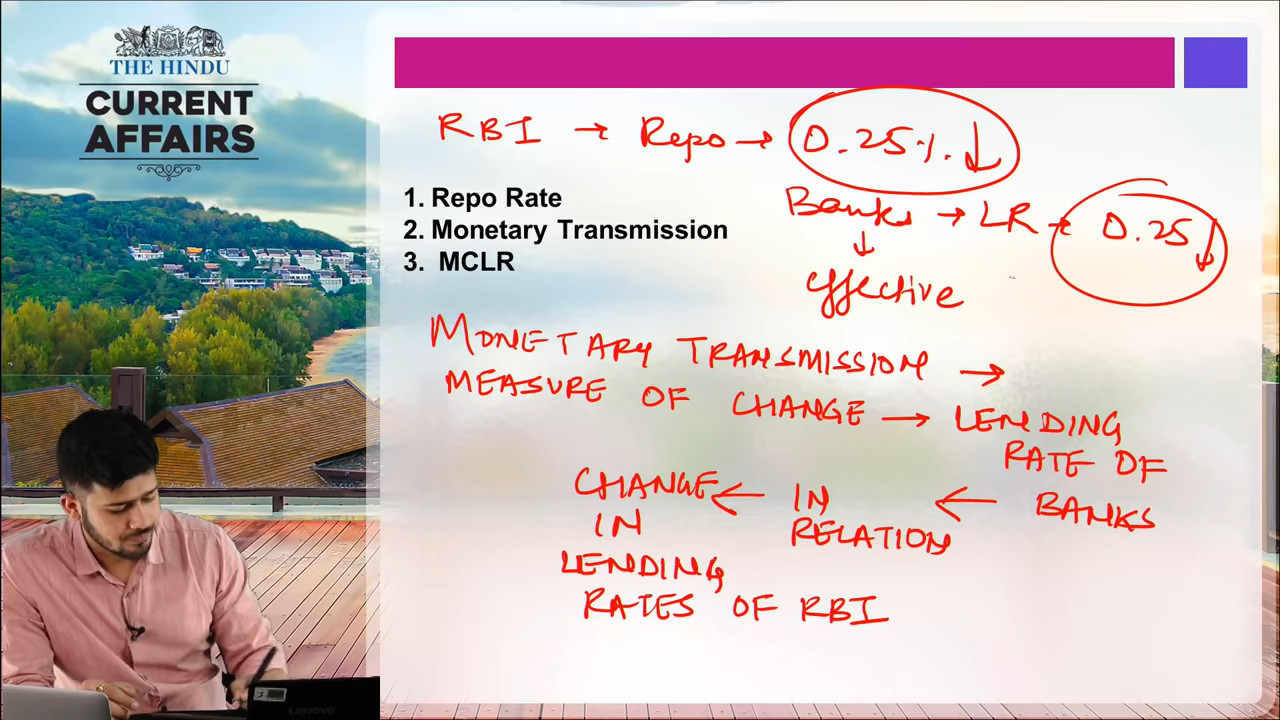 THE HINDU
CURRENT
AFFAIRS
RBI → Repo → 0.25%. ↓
1. Repo Rate
2. Monetary Transmission
3. MCLR
Banks → LR → 0.25 ↓
↓
effective
MONETARY TRANSMISSION →
MEASURE OF CHANGE → LENDING
RATE OF
BANKS
← IN
RELATION
← CHANGE
IN
LENDING
RATES OF RBI
Lenovo